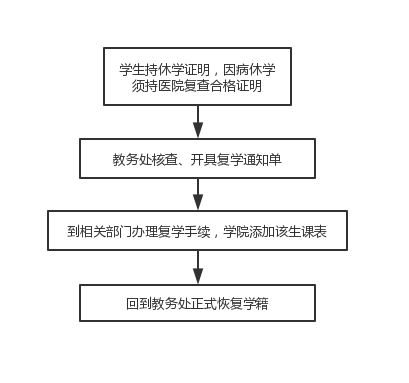 学生持休学证明，因病休学
须持医院复查合格证明
教务处核查、开具复学通知单
到相关部门办理复学手续，学院添加该生课表
回到教务处正式恢复学籍